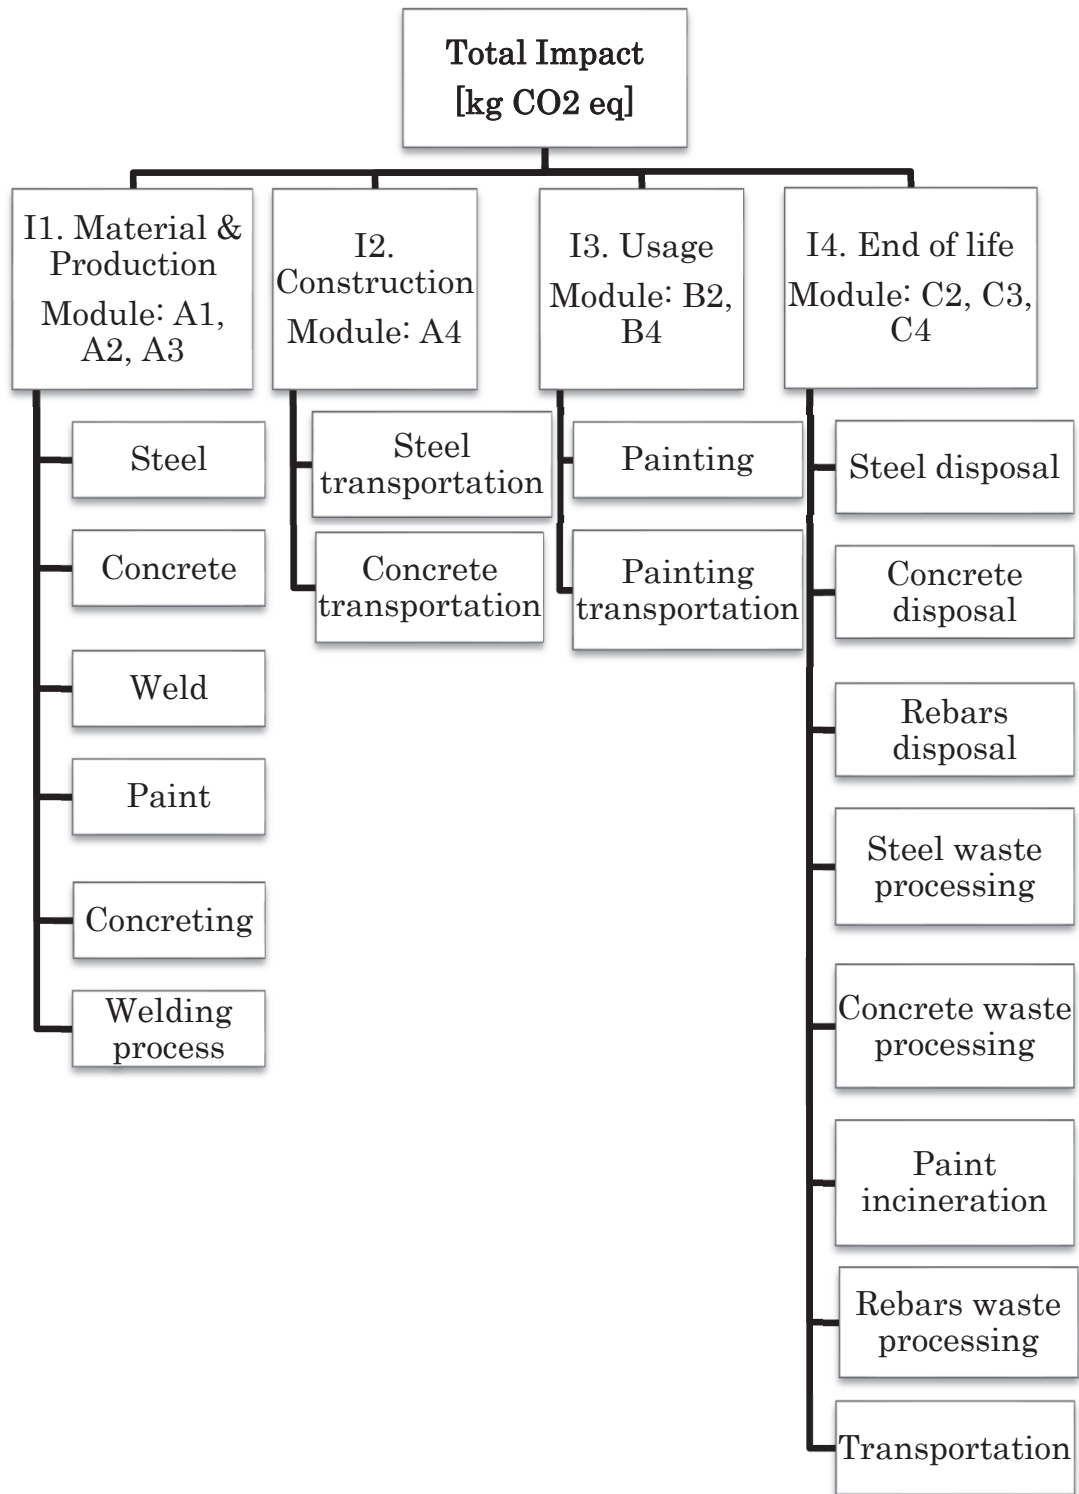 Total Impact
[kg CO2 eq]
I1. Material &
Production
Module: A1,
A2, A3
I2.
Construction
Module: A4
I3. Usage
Module: B2,
B4
I4. End of life
Module: C2, C3,
C4
Steel
Concrete
Weld
Paint
Concreting
Welding
process
Steel
transportation
Concrete
transportation
Painting
Painting
transportation
Steel disposal
Concrete
disposal
Rebars
disposal
Steel waste
processing
Concrete waste
processing
Paint
incineration
Rebars waste
processing
Transportation